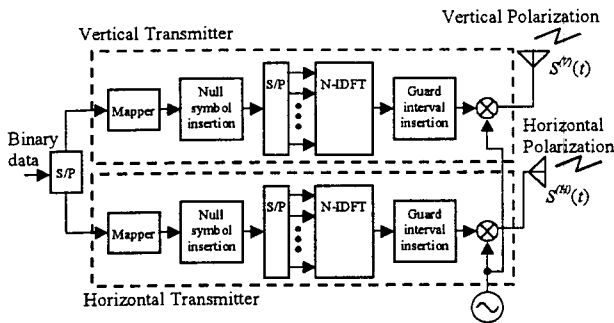 Vertical Polarization
Vertical Transmitter
S(V)(t)
S/P
N-IDFT
Mapper
Null
symbol
insertion
Guard
interval
insertion
Binary
data
S/P
Horizontal
Polarization
S/P
N-IDFT
Mapper
Null
symbol
insertion
Guard
interval
insertion
S(H)(t)
Horizontal Transmitter